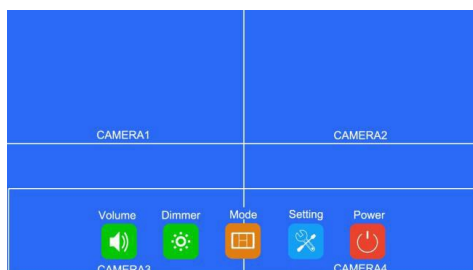 CAMERA1 CAMERA2
Volume Dimmer Mode Setting Power
CAMERA3 CAMERA4